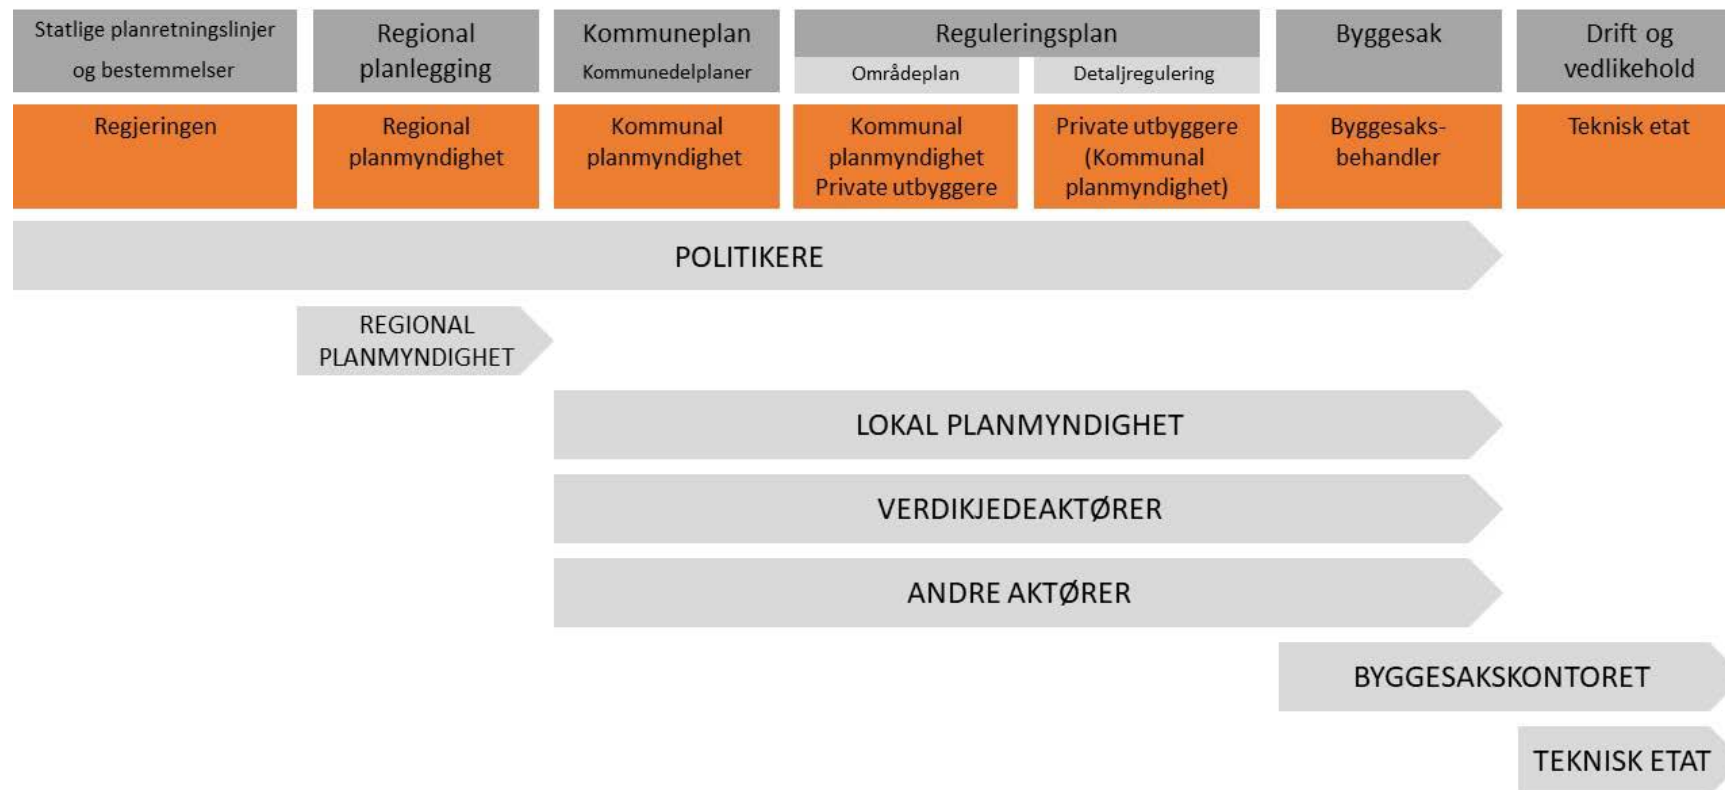 Statlige planretningslinjer
og bestemmelser
Regional
planlegging
Kommuneplan
Kommunedelplaner
Reguleringsplan
Områdeplan
Detaljregulering
Byggesak
Drift og
vedlikehold
Regjeringen
Regional
planmyndighet
Kommunal
planmyndighet
Kommunal
planmyndighet
Private utbyggere
Private utbyggere
(Kommunal
planmyndighet)
Byggesaks-
behandler
Teknisk etat
POLITIKERE
REGIONAL
PLANMYNDIGHET
LOKAL PLANMYNDIGHET
VERDIKJEDEAKTØRER
ANDRE AKTØRER
BYGGESAKSKONTORET
TEKNISK ETAT